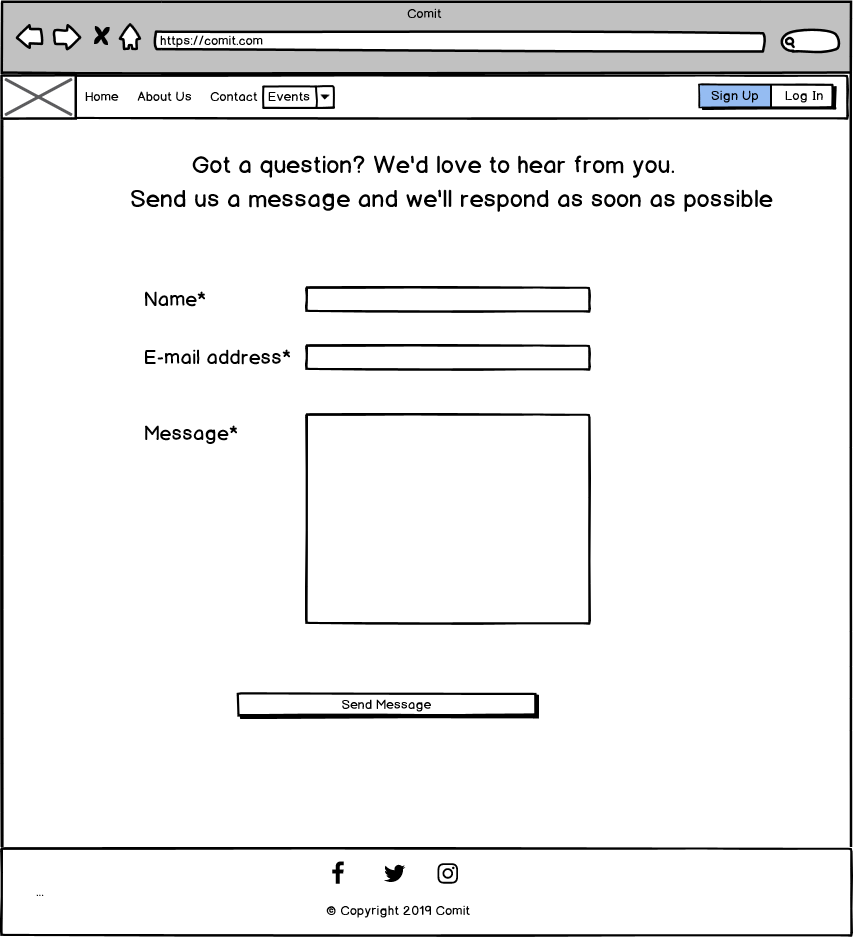 Comit
https://comit.com
Home About Us Contact Events Sign Up Log In
Got a question? We'd love to hear from you.
Send us a message and we'll respond as soon as possible
Name*
E-mail address*
Message*
Send Message
...
© Copyright 2019 Comit